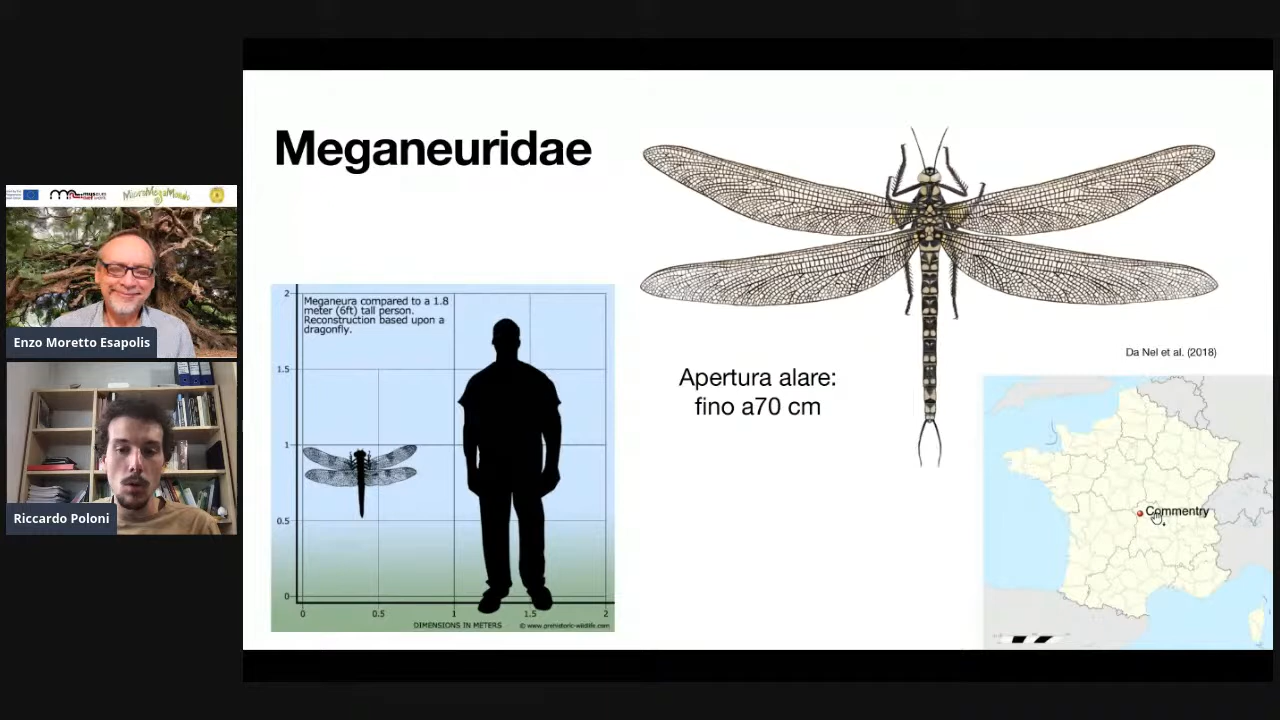 Meganeuridae
Meganeura compared to a 1.8
meter (6ft) tall person.
Reconstruction based upon a
dragonfly.
2
1.5
1
0.5
0
0
0.5
1
1.5
2
DIMENSIONS IN METERS
© www.prehistoric-wildlife.com
Apertura alare:
fino a70 cm
Da Nel et al. (2018)
Commentry
MicroMegaMondo
Enzo Moretto Esapolis
Riccardo Poloni